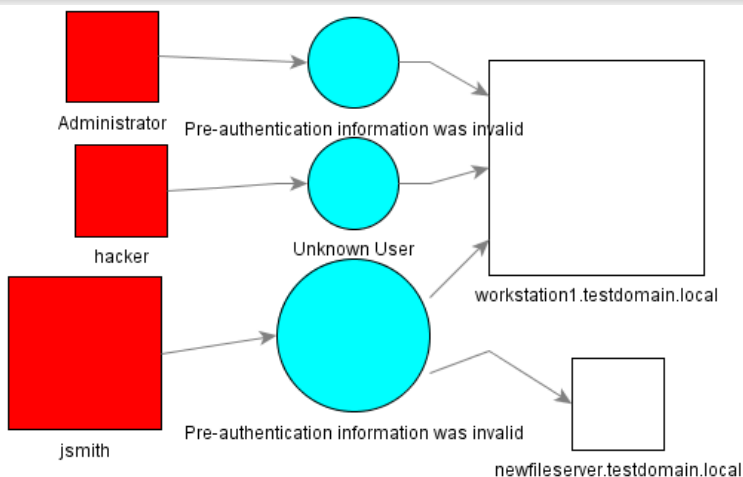 Administrator
Pre-authentication information was invalid
hacker
Unknown User
workstation1.testdomain.local
jsmith
Pre-authentication information was invalid
newfileserver.testdomain.local